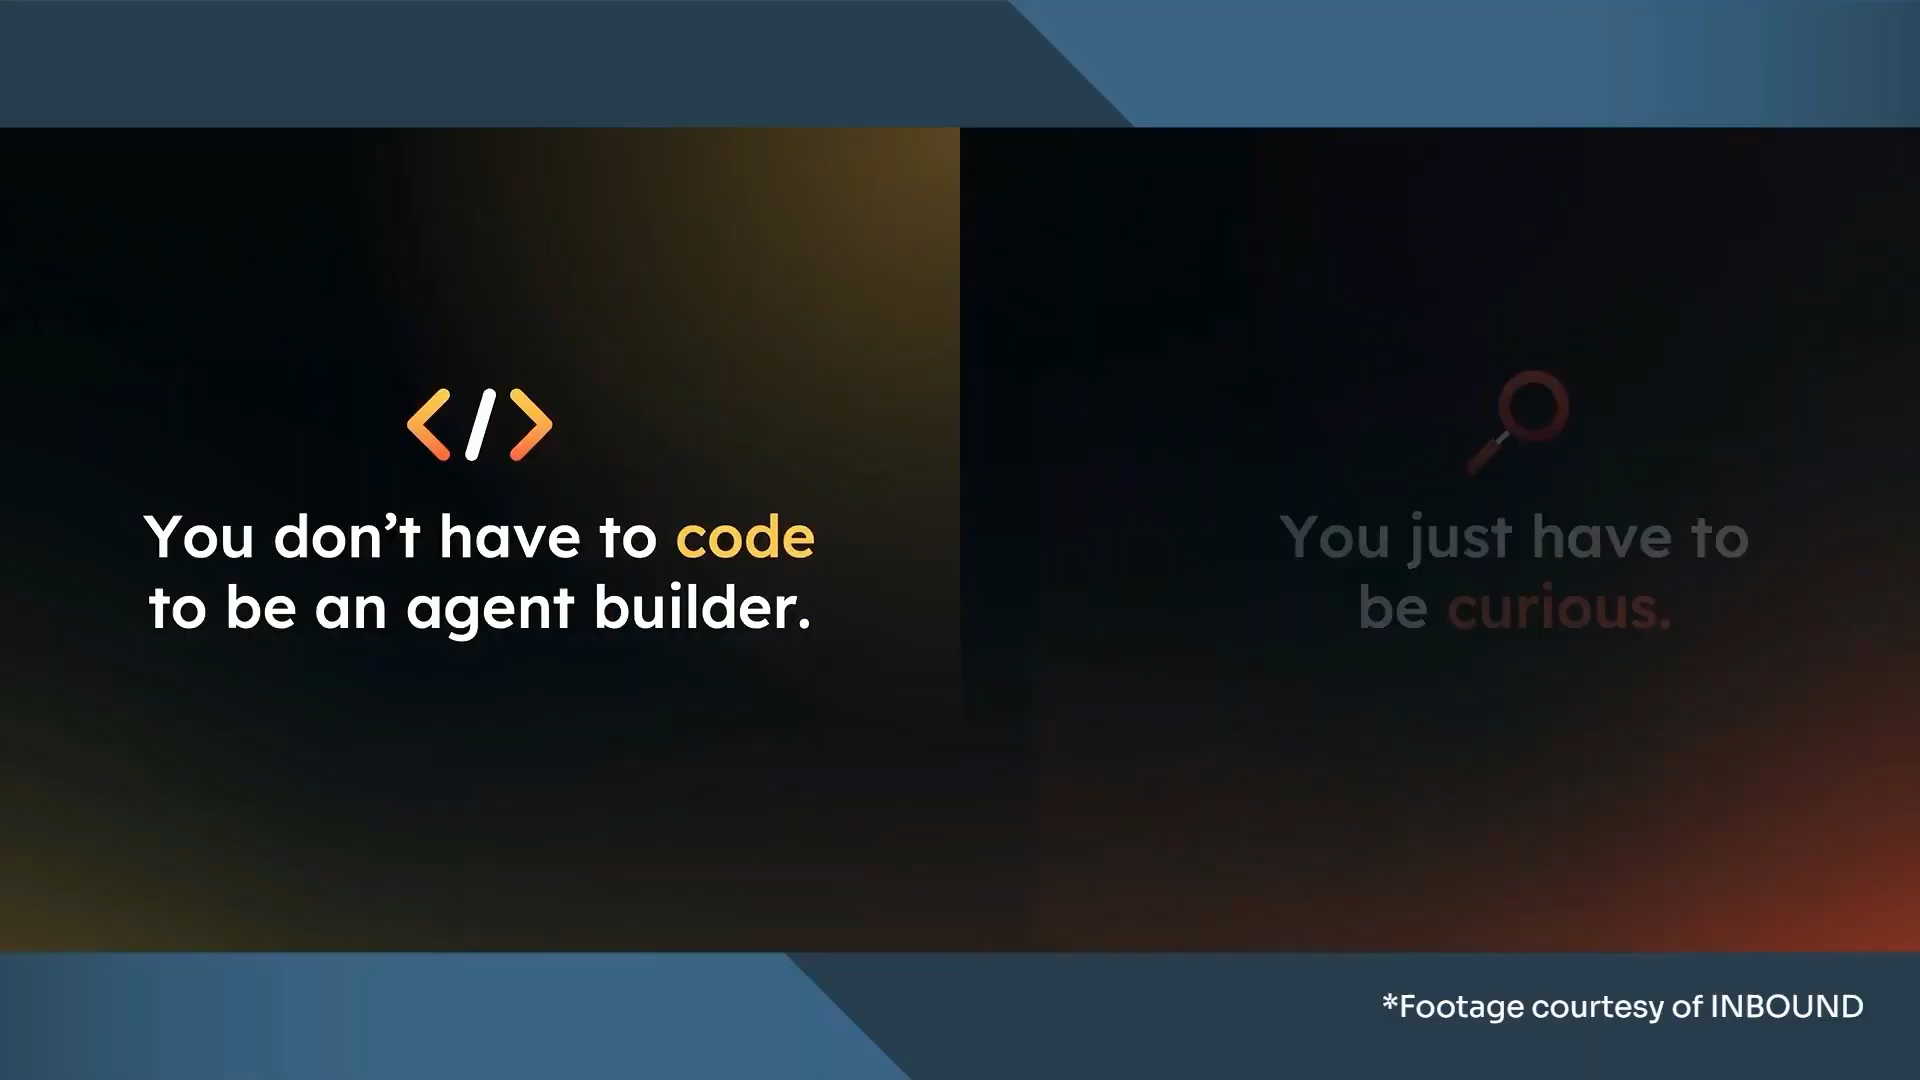 </>
You don’t have to code
to be an agent builder.
You just have to
be curious.
*Footage courtesy of INBOUND